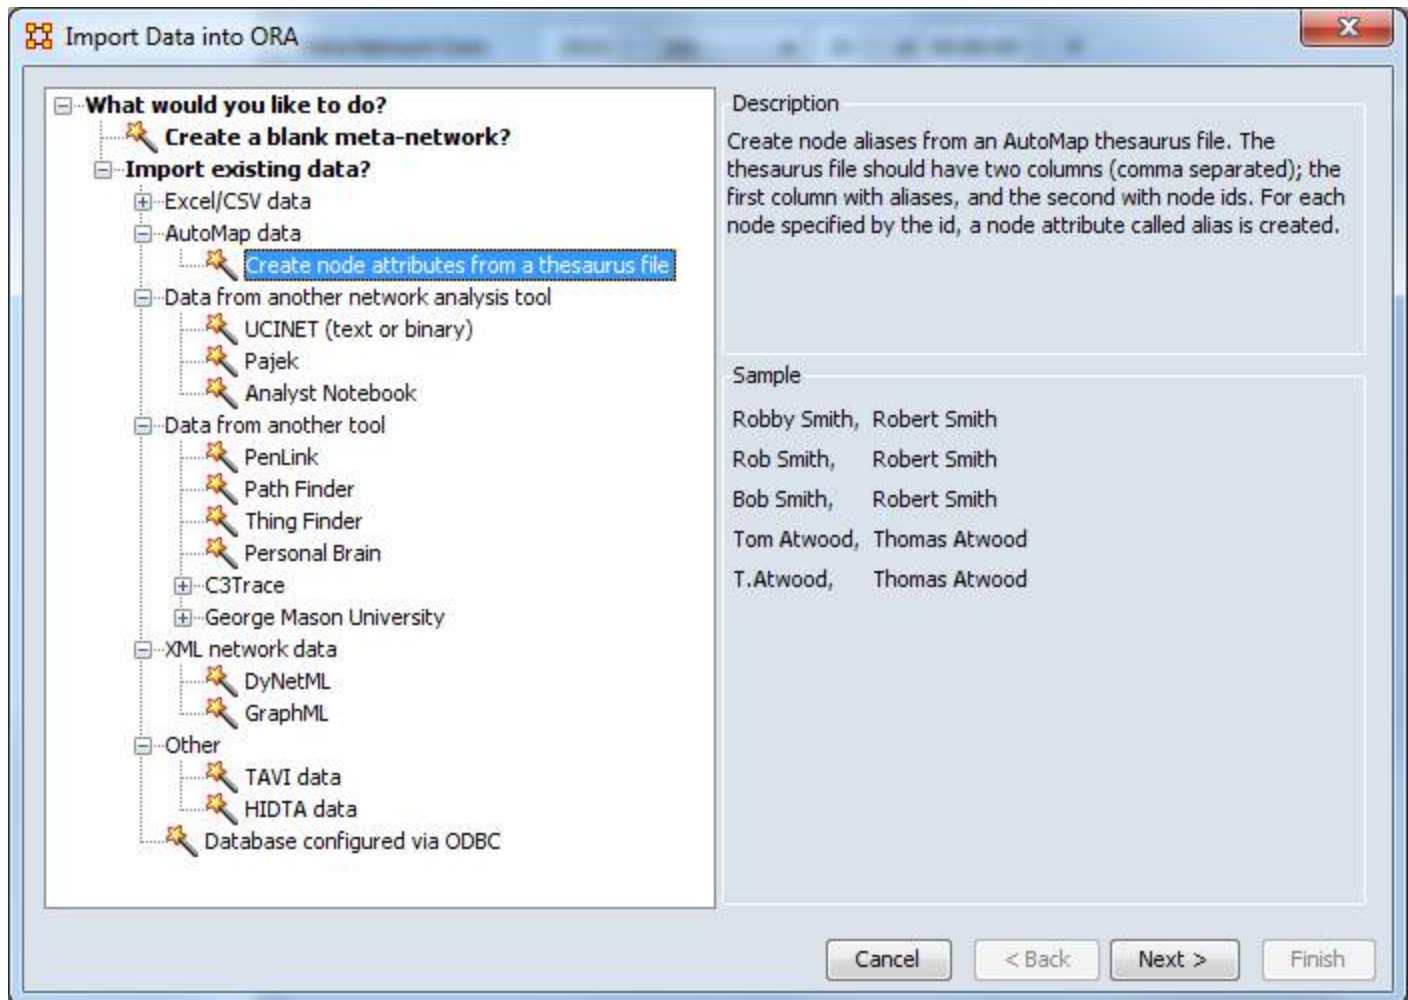 Import Data into ORA
What would you like to do?
Create a blank meta-network?
Import existing data?
Excel/CSV data
AutoMap data
Create node attributes from a thesaurus file
Data from another network analysis tool
UCINET (text or binary)
Pajek
Analyst Notebook
Data from another tool
PenLink
Path Finder
Thing Finder
Personal Brain
C3Trace
George Mason University
XML network data
DyNetML
GraphML
Other
TAVI data
HIDTA data
Database configured via ODBC
Description
Create node aliases from an AutoMap thesaurus file. The
thesaurus file should have two columns (comma separated); the
first column with aliases, and the second with node ids. For each
node specified by the id, a node attribute called alias is created.
Sample
Robby Smith, Robert Smith
Rob Smith, Robert Smith
Bob Smith, Robert Smith
Tom Atwood, Thomas Atwood
T.Atwood, Thomas Atwood
Cancel
< Back
Next >
Finish